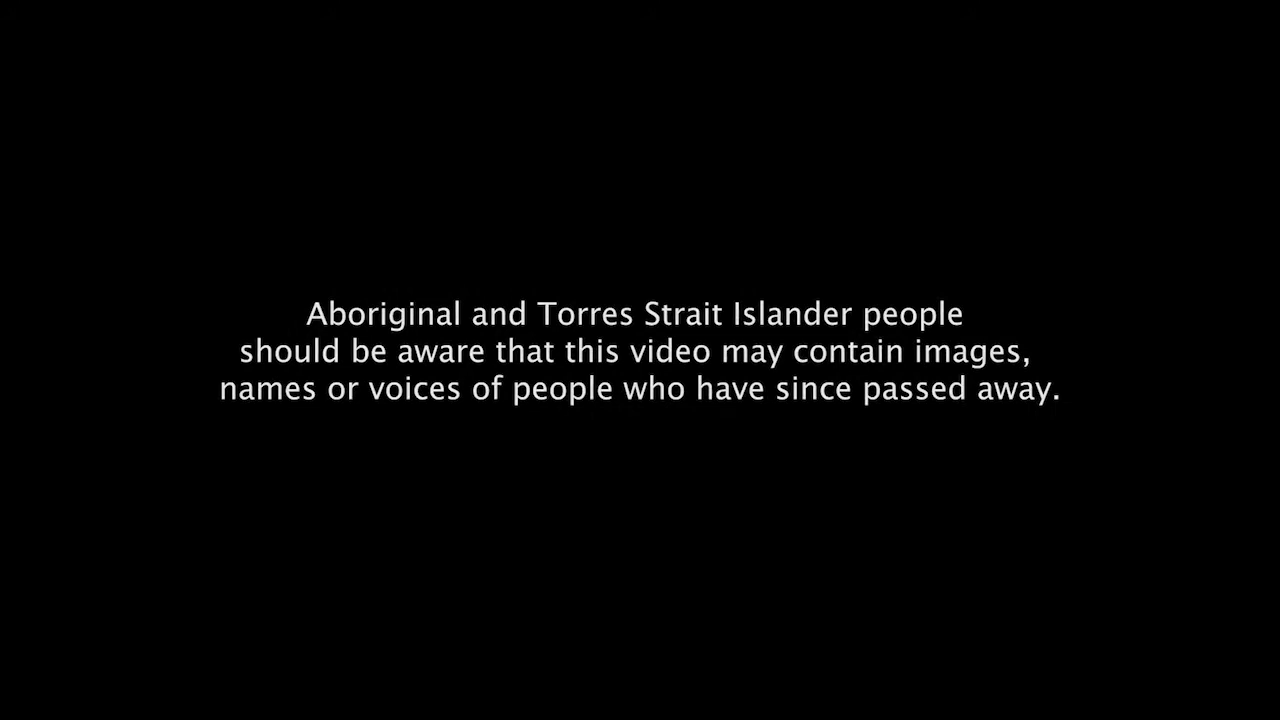 Aboriginal and Torres Strait Islander people
should be aware that this video may contain images,
names or voices of people who have since passed away.